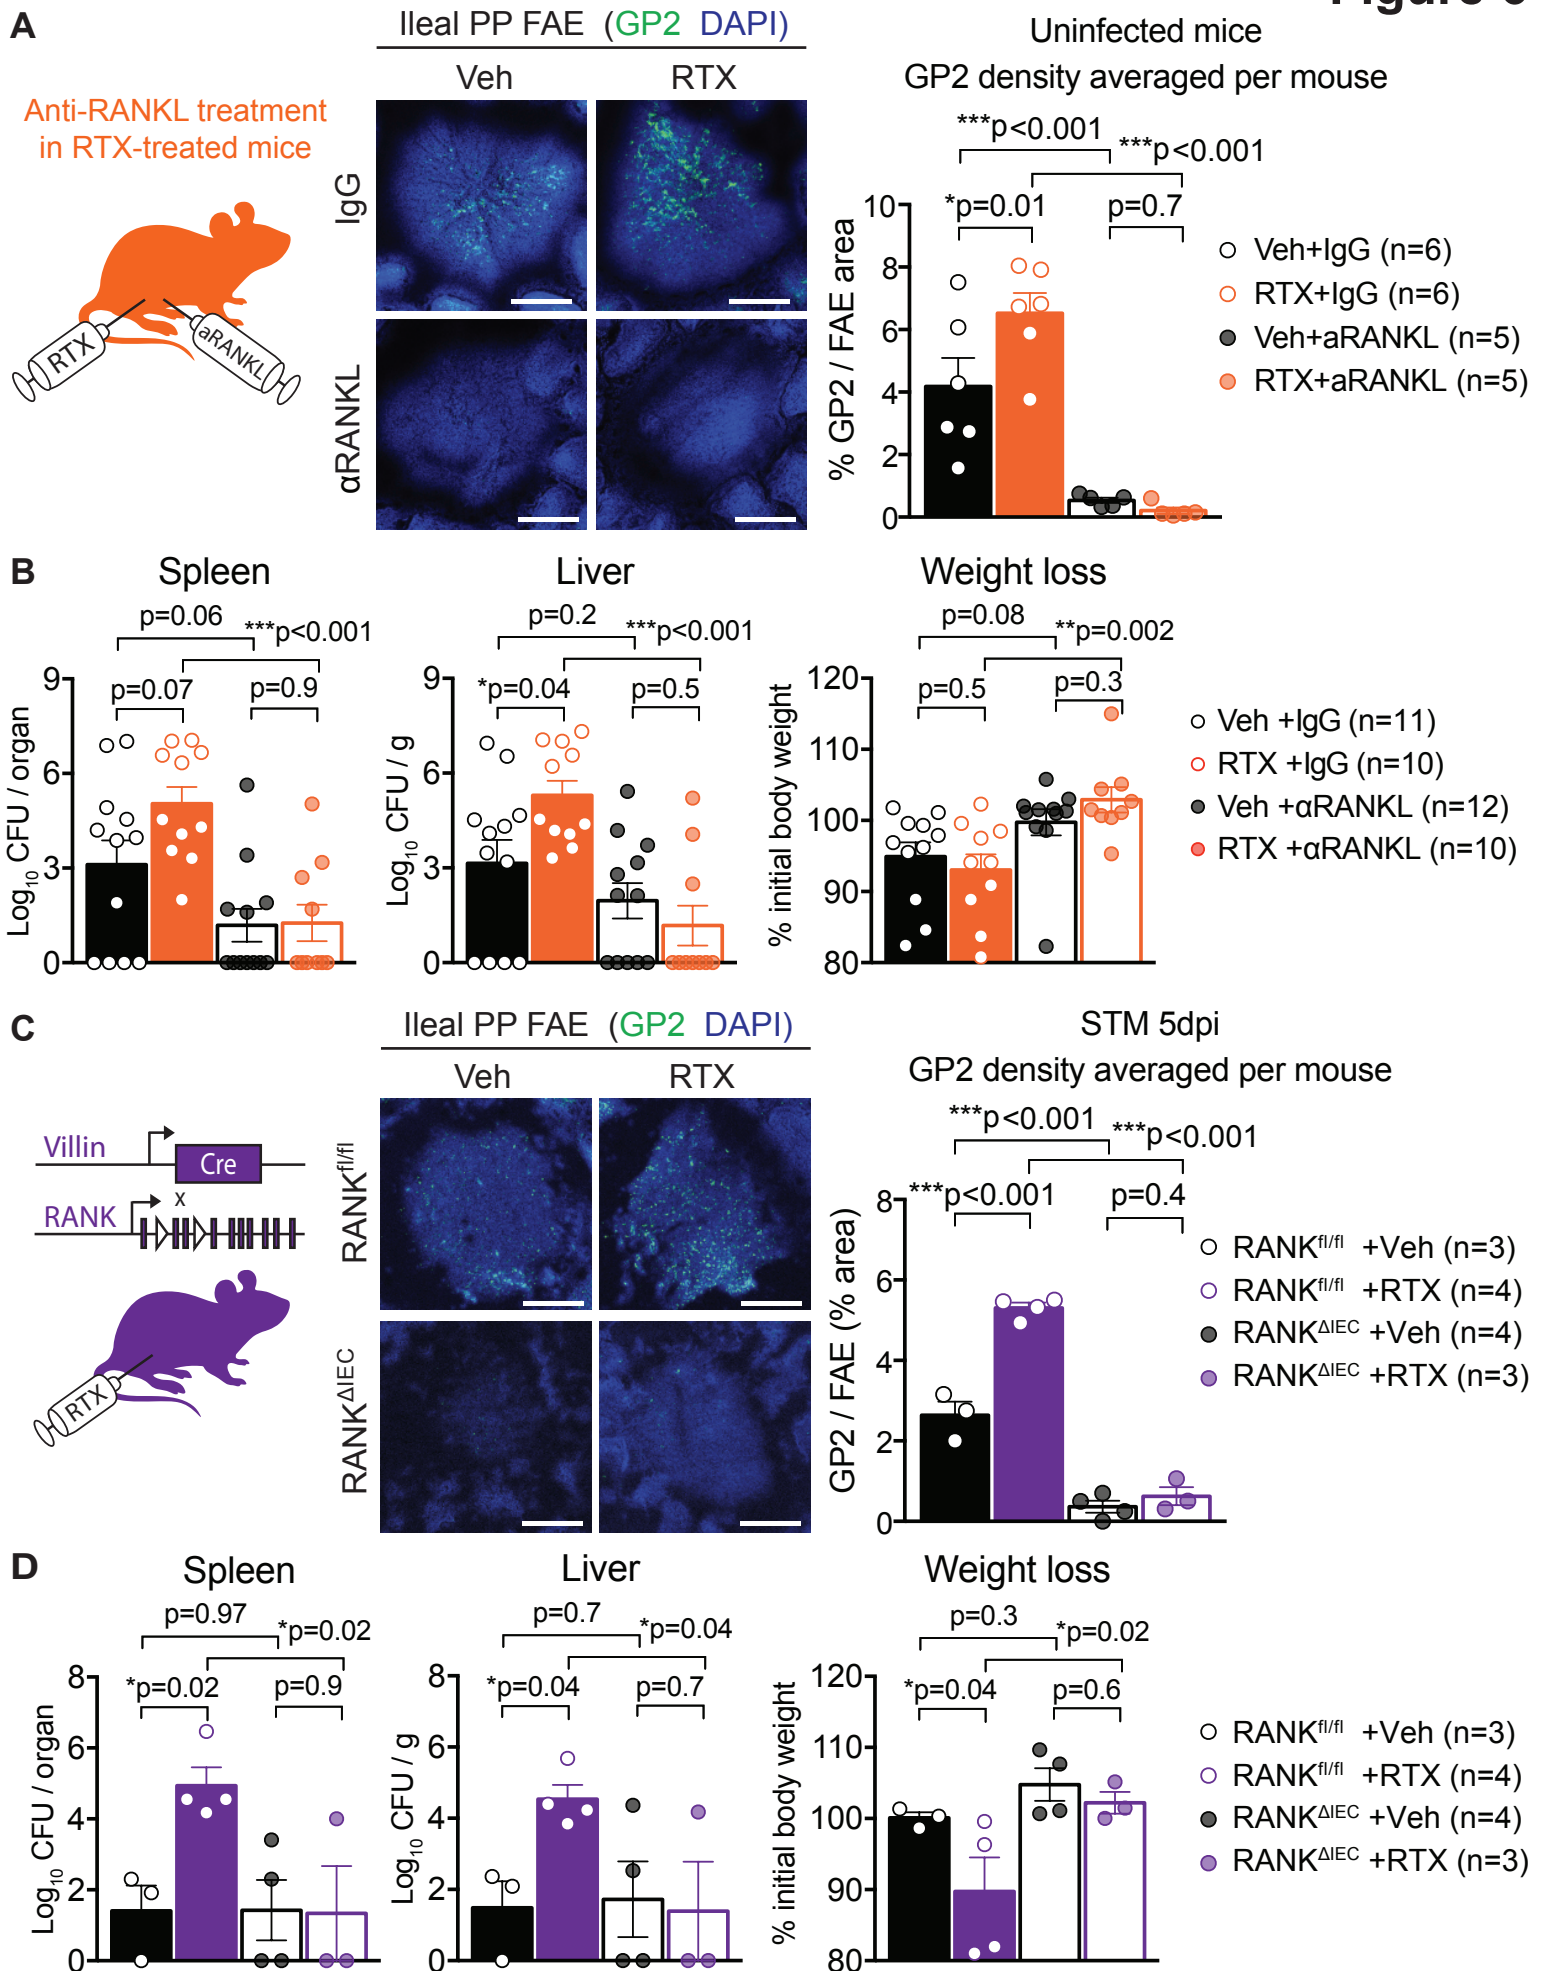 A
Ileal PP FAE (GP2 DAPI)
Veh
RTX
Anti-RANKL treatment
in RTX-treated mice
IgG
αRANKL
RTX
aRANKL
Uninfected mice
GP2 density averaged per mouse
***p<0.001
***p<0.001
*p=0.01
p=0.7
% GP2 / FAE area
10
8
6
4
2
0
Veh+IgG (n=6)
RTX+IgG (n=6)
Veh+aRANKL (n=5)
RTX+aRANKL (n=5)
B
Spleen
p=0.06
***p<0.001
p=0.07
p=0.9
Log10 CFU / organ
9
6
3
0
Liver
p=0.2
***p<0.001
*p=0.04
p=0.5
Log10 CFU / g
9
6
3
0
Weight loss
p=0.08
**p=0.002
p=0.5
p=0.3
% initial body weight
120
110
100
90
80
Veh +IgG (n=11)
RTX +IgG (n=10)
Veh +αRANKL (n=12)
RTX +αRANKL (n=10)
C
Ileal PP FAE (GP2 DAPI)
Veh
RTX
Villin
Cre
x
RANK
RTX
RANKfl/fl
RANKΔIEC
STM 5dpi
GP2 density averaged per mouse
***p<0.001
***p<0.001
***p<0.001
p=0.4
GP2 / FAE (% area)
8
6
4
2
0
RANKfl/fl +Veh (n=3)
RANKfl/fl +RTX (n=4)
RANKΔIEC +Veh (n=4)
RANKΔIEC +RTX (n=3)
D
Spleen
p=0.97
*p=0.02
*p=0.02
p=0.9
Log10 CFU / organ
8
6
4
2
0
Liver
p=0.7
*p=0.04
*p=0.04
p=0.7
Log10 CFU / g
8
6
4
2
0
Weight loss
p=0.3
*p=0.02
*p=0.04
p=0.6
% initial body weight
120
110
100
90
80
RANKfl/fl +Veh (n=3)
RANKfl/fl +RTX (n=4)
RANKΔIEC +Veh (n=4)
RANKΔIEC +RTX (n=3)